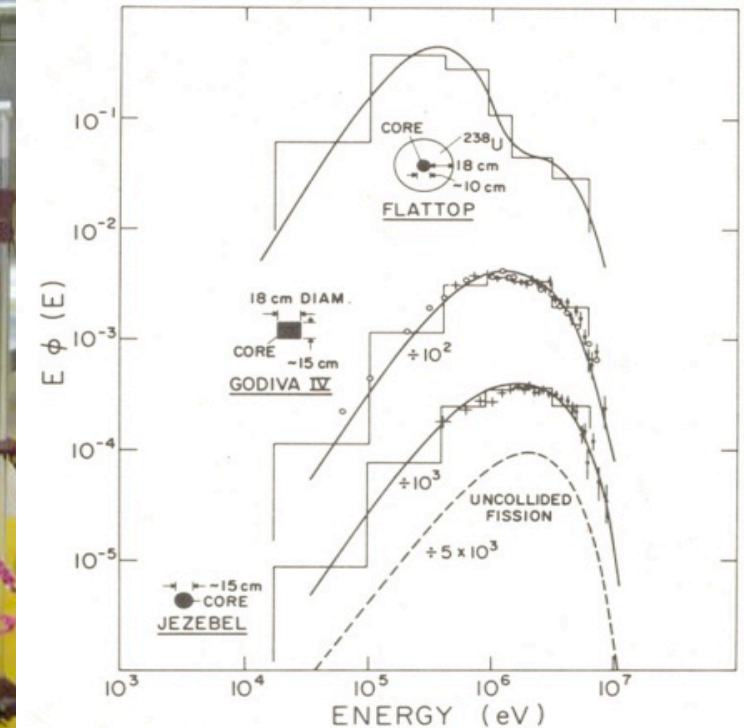 10⁻¹
10⁻²
10⁻³
10⁻⁴
10⁻⁵
E ϕ (E)
CORE
²³⁸U
18 cm
~10 cm
FLATTOP
18 cm DIAM.
CORE
~15 cm
GODIVA IV
÷10²
÷10³
UNCOLLIDED
FISSION
÷5 x 10³
~15 cm
CORE
JEZEBEL
10³ 10⁴ 10⁵ 10⁶ 10⁷
ENERGY (eV)